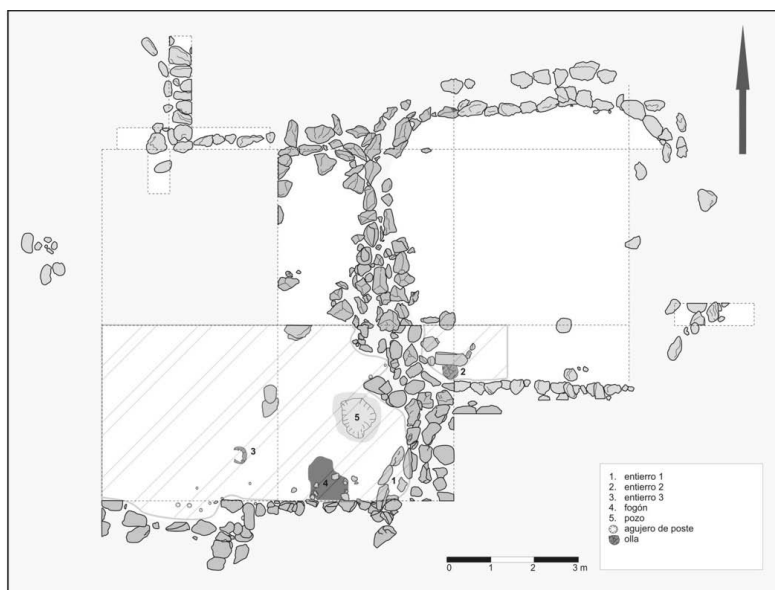 2
5
3
4
1
1. entierro 1
2. entierro 2
3. entierro 3
4. fogón
5. pozo
agujero de poste
olla
0 1 2 3 m